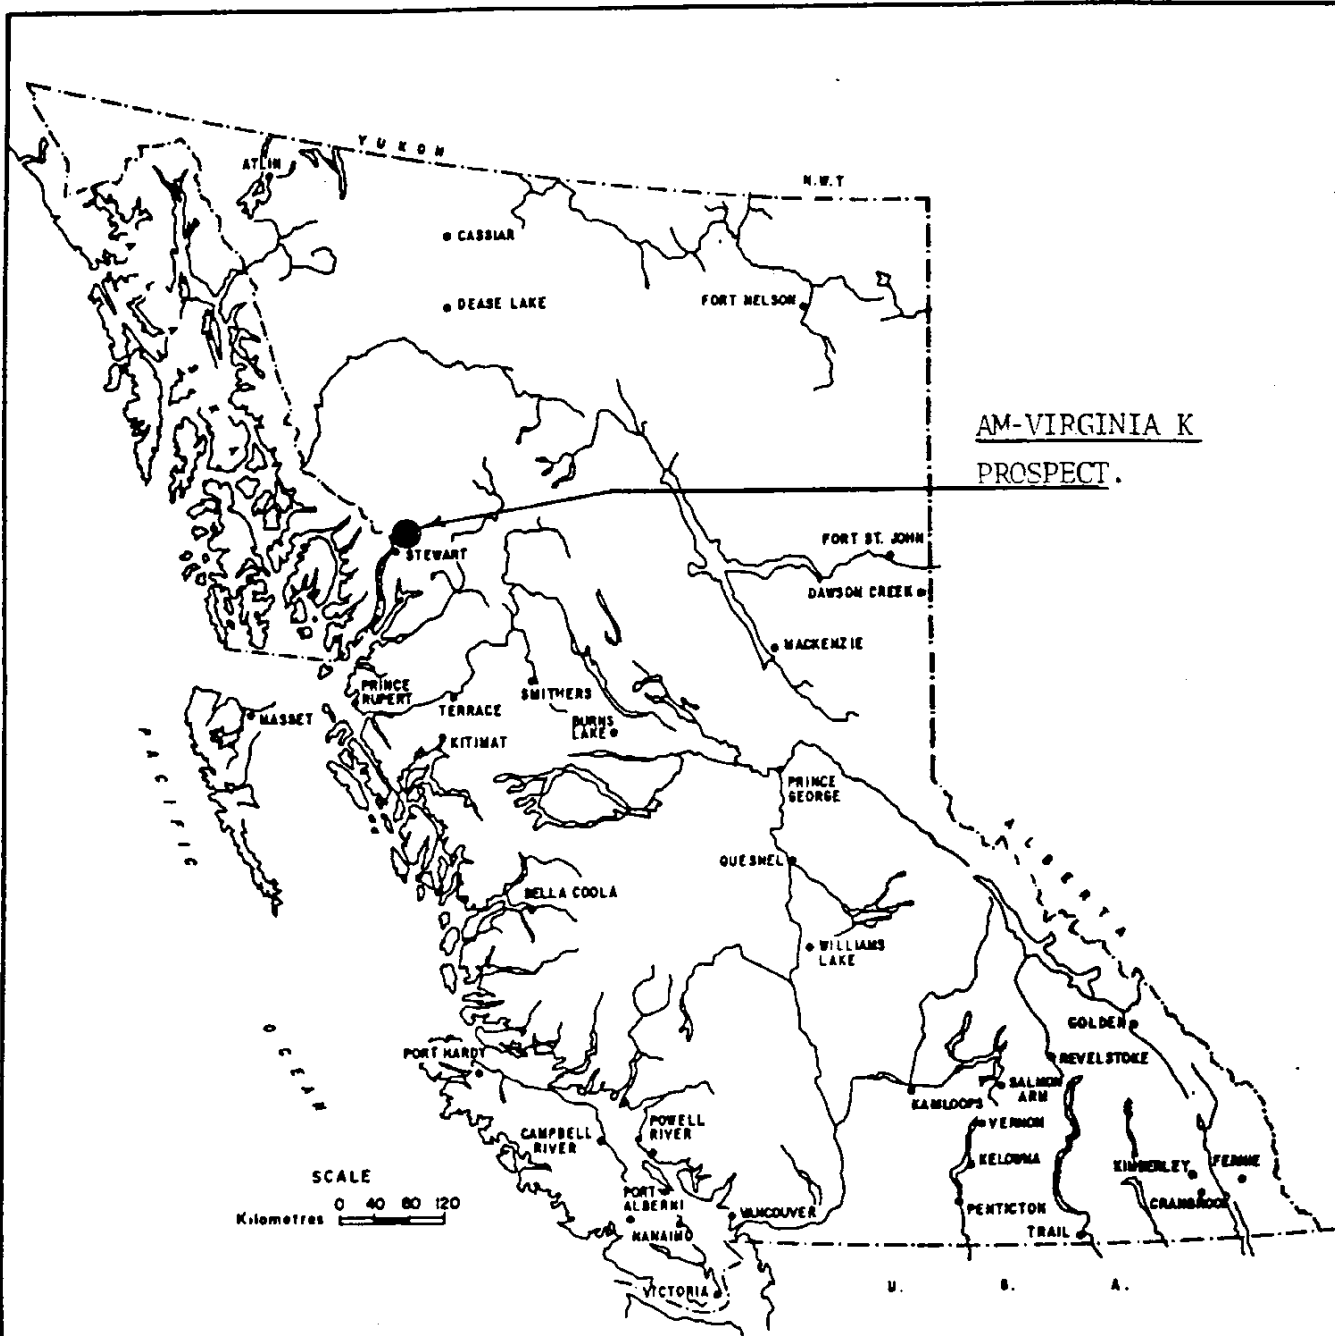 YUKON
ATLIN
N.W.T
CASSIAR
DEASE LAKE
FORT NELSON
AM-VIRGINIA K
PROSPECT.
STEWART
FORT ST. JOHN
DAWSON CREEK
MACKENZIE
PRINCE
RUPERT
TERRACE
SMITHERS
MASSET
BURNS
LAKE
KITIMAT
PACIFIC
PRINCE
GEORGE
ALBERTA
QUESNEL
BELLA COOLA
WILLIAMS
LAKE
OCEAN
GOLDEN
PORT HARDY
REVELSTOKE
KAMLOOPS
SALMON
ARM
CAMPBELL
RIVER
POWELL
RIVER
VERNON
KELOWNA
KIMBERLEY
FERNIE
SCALE
0 40 80 120
Kilometres
PORT
ALBERNI
VANCOUVER
PENTICTON
CRANBROOK
NANAIMO
TRAIL
VICTORIA
U. S. A.